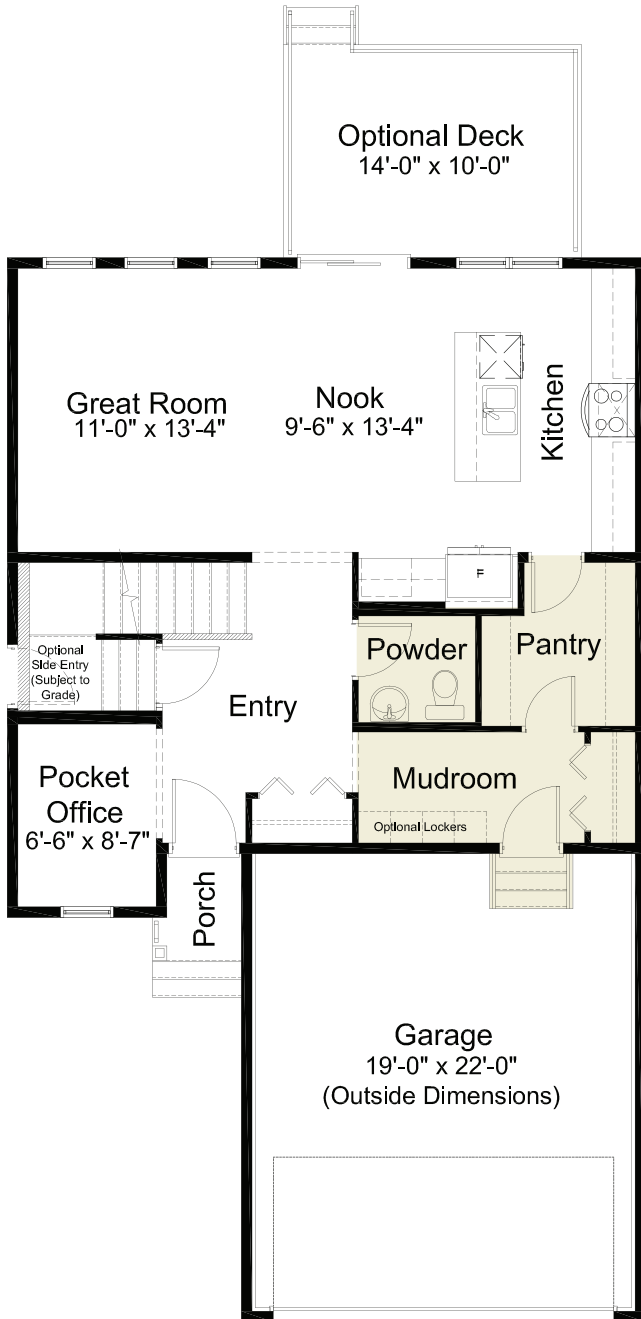 Optional Deck
14'-0" x 10'-0"
Great Room
11'-0" x 13'-4"
Nook
9'-6" x 13'-4"
Kitchen
F
Optional
Side Entry
(Subject to
Grade)
Powder
Pantry
Entry
Pocket
Office
6'-6" x 8'-7"
Mudroom
Optional Lockers
Porch
Garage
19'-0" x 22'-0"
(Outside Dimensions)